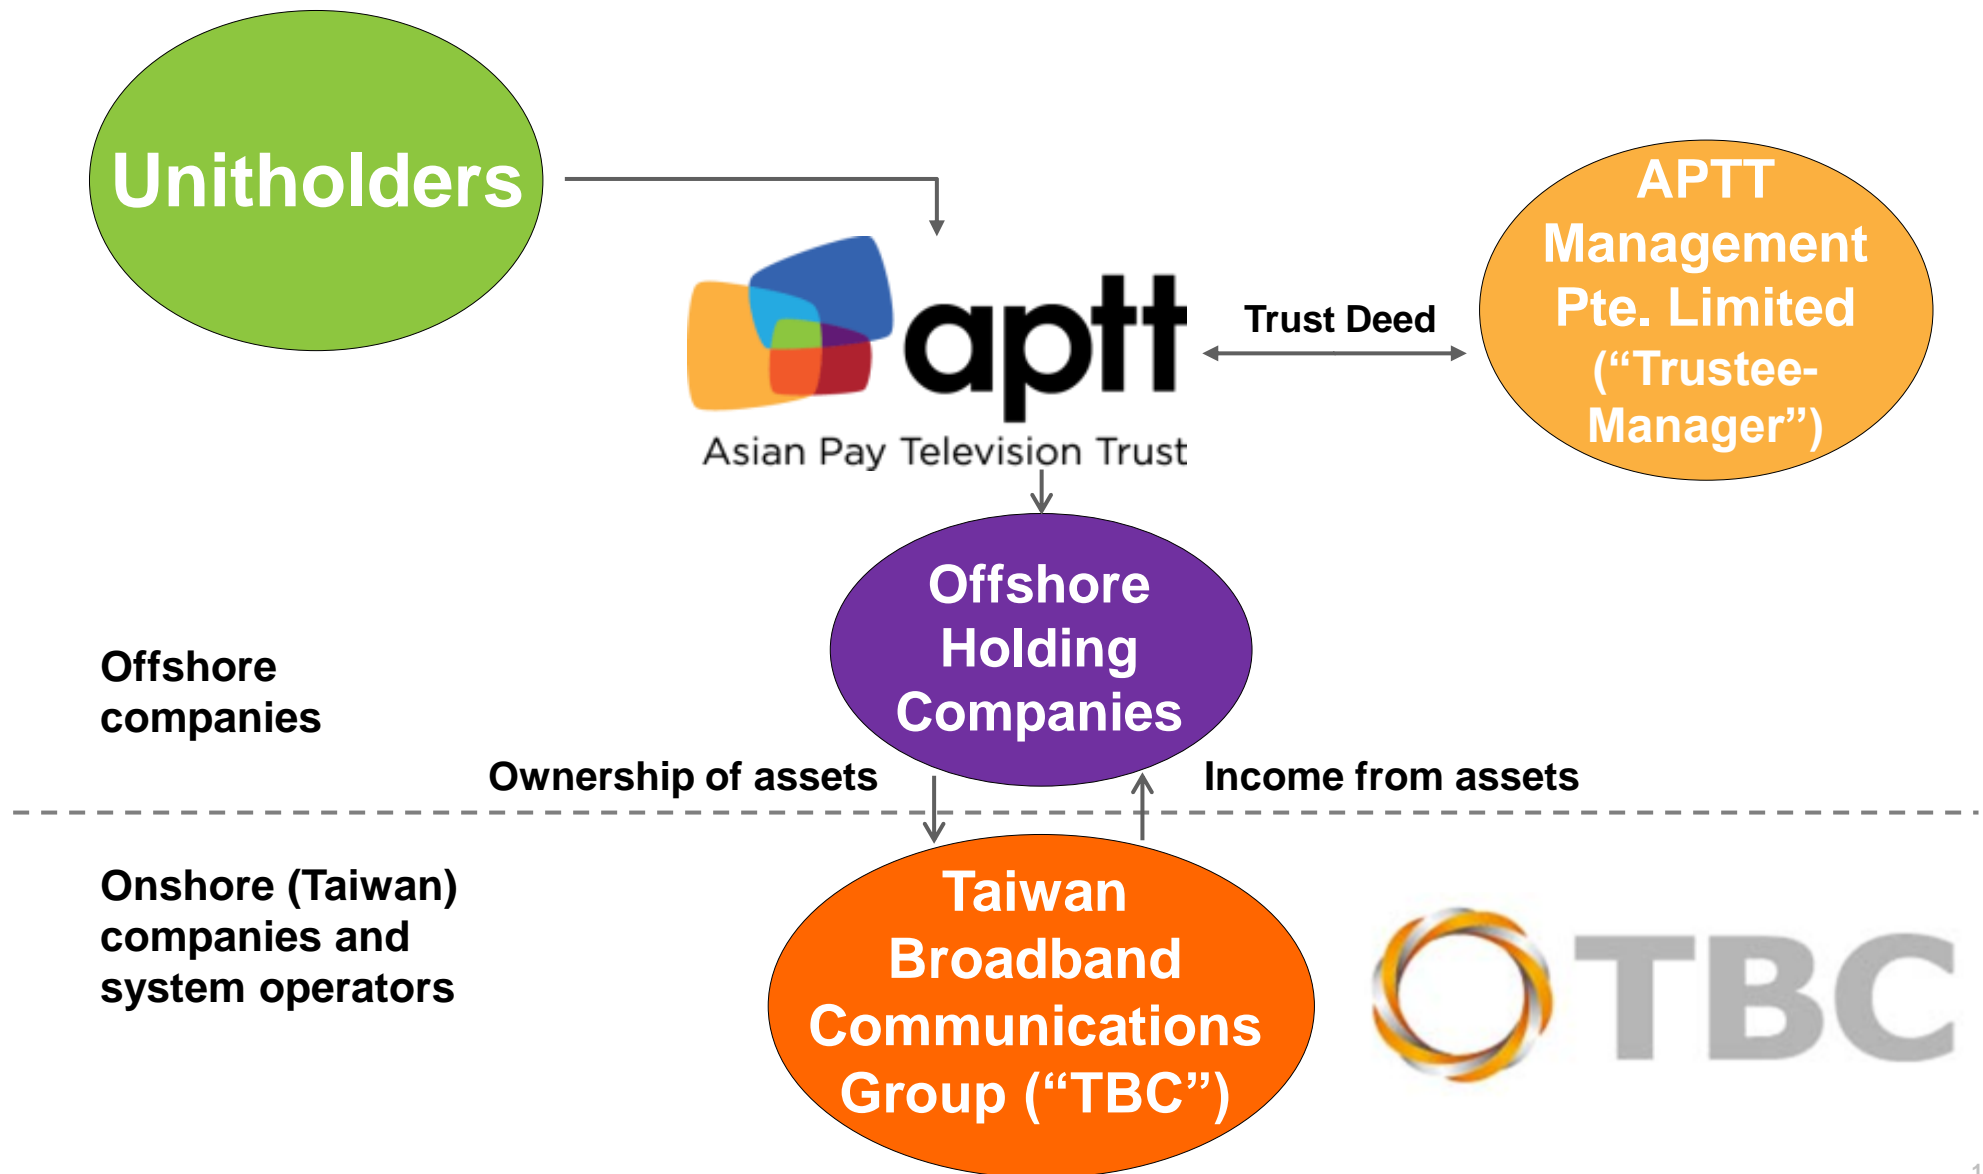 Unitholders
APTT
Management
Pte. Limited
(“Trustee-
Manager”)
aptt
Asian Pay Television Trust
Trust Deed
Offshore
Holding
Companies
Offshore
companies
Ownership of assets
Income from assets
Onshore (Taiwan)
companies and
system operators
Taiwan
Broadband
Communications
Group (“TBC”)
TBC